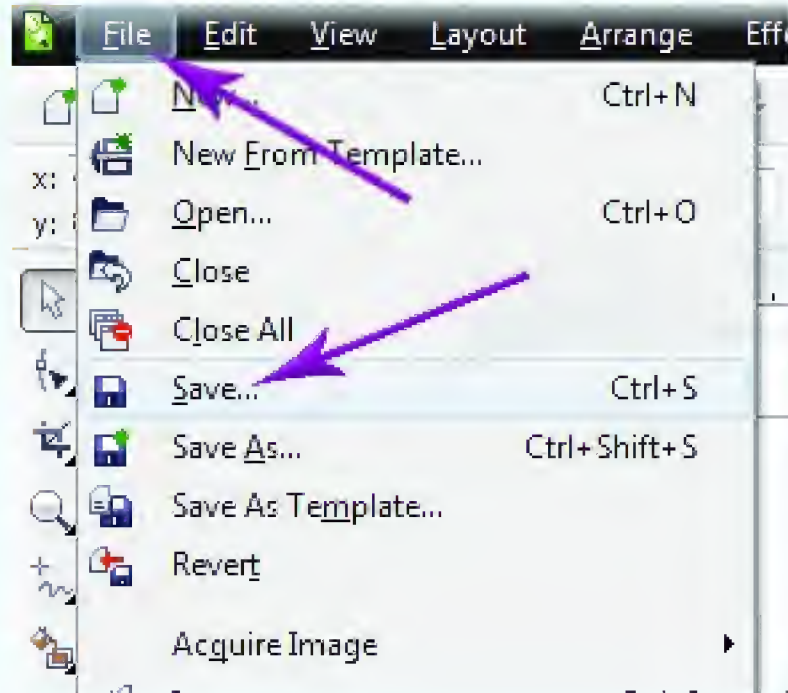 File Edit View Layout Arrange
New... Ctrl+N
New From Template...
x:
Open... Ctrl+O
y:
Close
Close All
Save... Ctrl+S
Save As... Ctrl+Shift+S
Save As Template...
Revert
Acquire Image